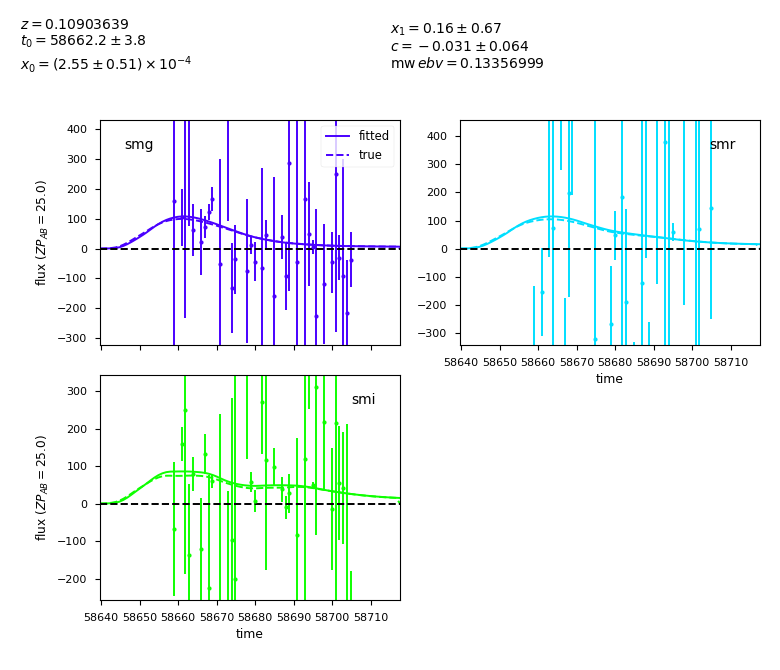 z = 0.10903639
t₀ = 58662.2 ± 3.8
x₀ = (2.55 ± 0.51) × 10⁻⁴
x₁ = 0.16 ± 0.67
c = −0.031 ± 0.064
mw ebv = 0.13356999
smg
fitted
true
400
300
200
100
0
−100
−200
−300
flux (ZP_AB = 25.0)
smr
400
300
200
100
0
−100
−200
−300
58640 58650 58660 58670 58680 58690 58700 58710
time
smi
300
200
100
0
−100
−200
flux (ZP_AB = 25.0)
58640 58650 58660 58670 58680 58690 58700 58710
time